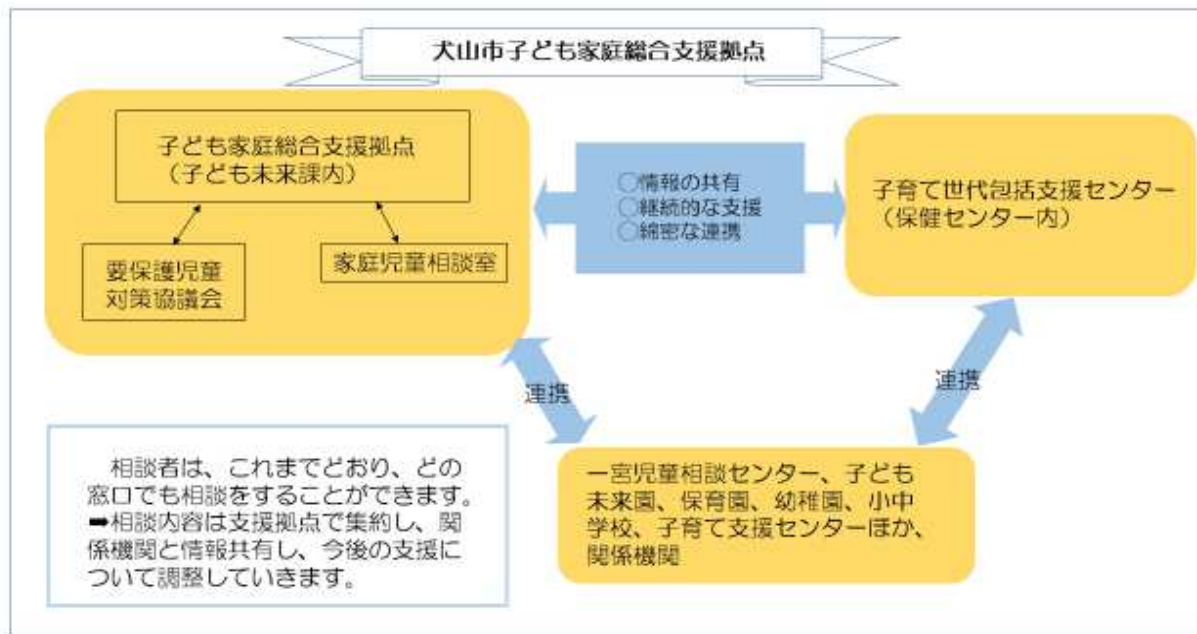 犬山市子ども家庭総合支援拠点
子ども家庭総合支援拠点
（子ども未来課内）
要保護児童
対策協議会
家庭児童相談室
○情報の共有
○継続的な支援
○綿密な連携
子育て世代包括支援センター
（保健センター内）
連携
連携
相談者は、これまでどおり、どの
窓口でも相談をすることができます。
➡相談内容は支援拠点で集約し、関
係機関と情報共有し、今後の支援に
ついて調整していきます。
一宮児童相談センター、子ども
未来園、保育園、幼稚園、小中
学校、子育て支援センターほか、
関係機関